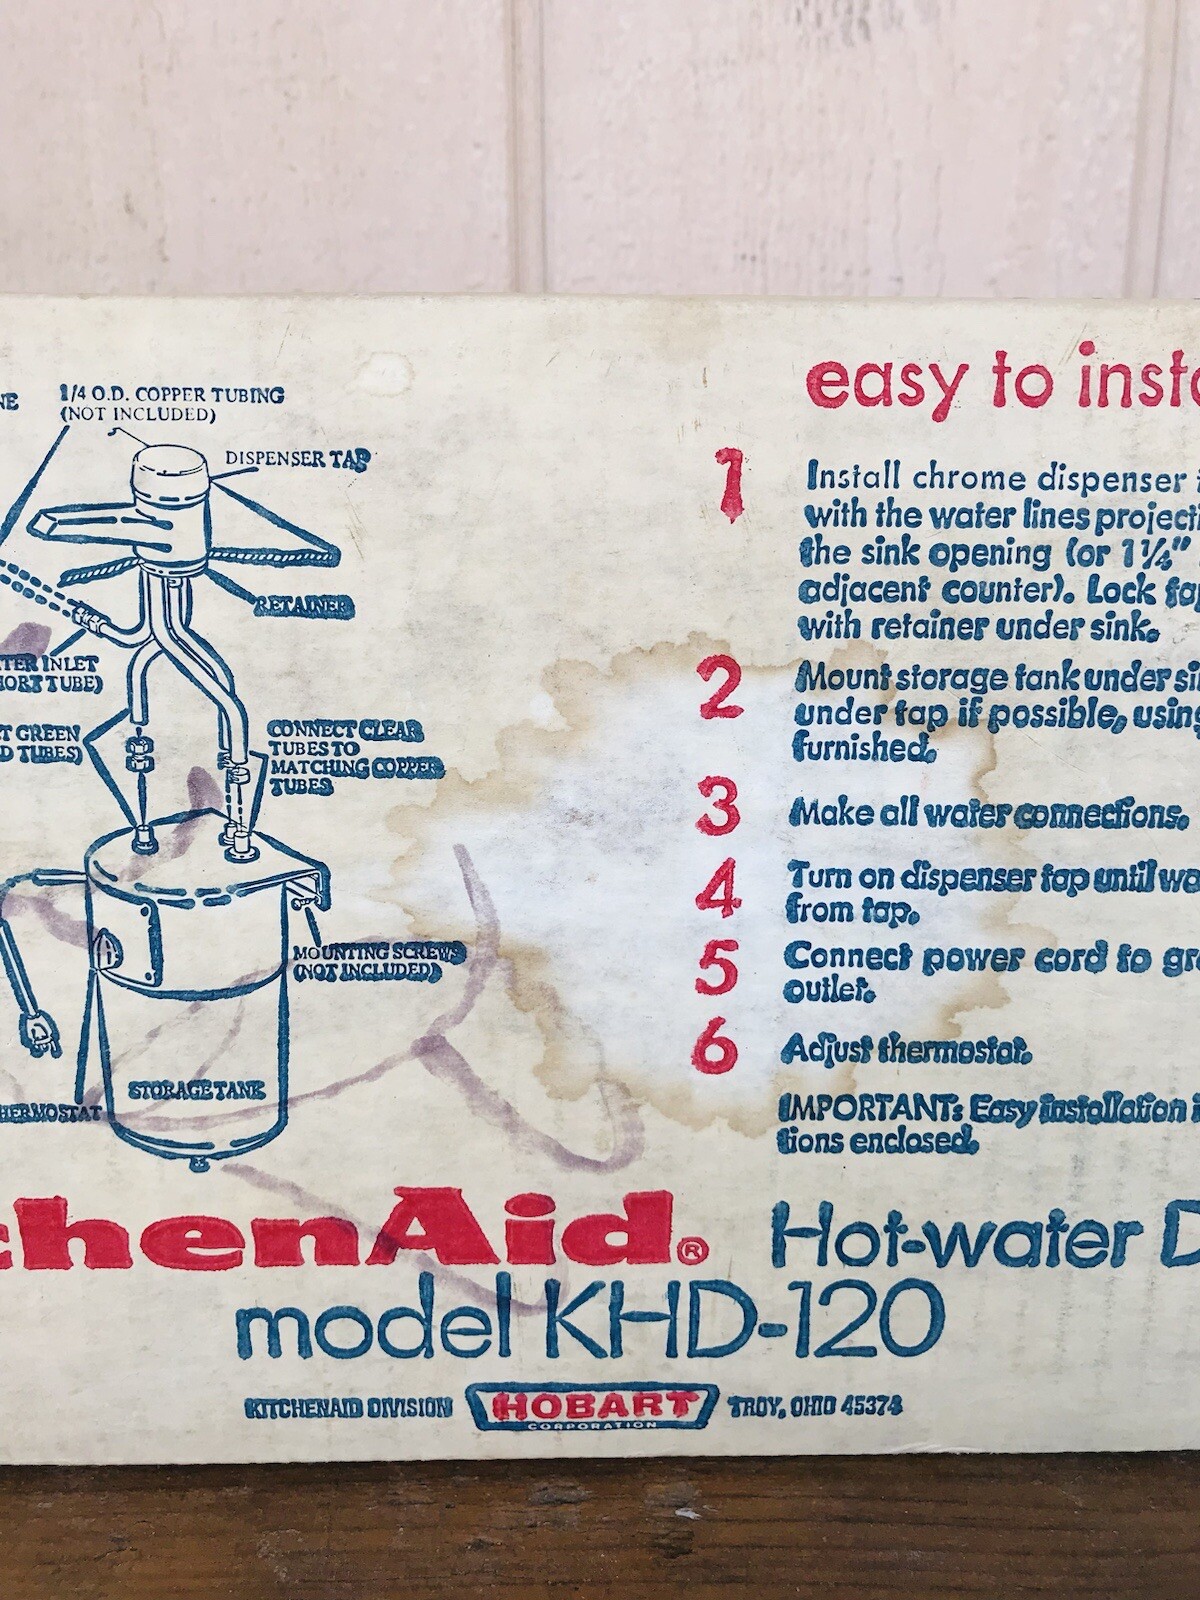 1/4 O.D. COPPER TUBING
(NOT INCLUDED)
DISPENSER TAP
RETAINER
INLET
TUBE)
GREEN
TUBES)
CONNECT CLEAR
TUBES TO
MATCHING COPPER
TUBES
MOUNTING SCREWS
(NOT INCLUDED)
STORAGE TANK
HERMOSTAT
easy to insta
1 Install chrome dispenser
with the water lines projecti
the sink opening (or 1¼"
adjacent counter). Lock
with retainer under sink.
2 Mount storage tank under si
under tap if possible, using
furnished.
3 Make all water connections.
4 Turn on dispenser tap until wa
from tap.
5 Connect power cord to gr
outlet.
6 Adjust thermostat.
IMPORTANT: Easy installation i
tions enclosed.
chenAid® Hot-water D
model KHD-120
KITCHENAID DIVISION HOBART CORPORATION TROY, OHIO 45374